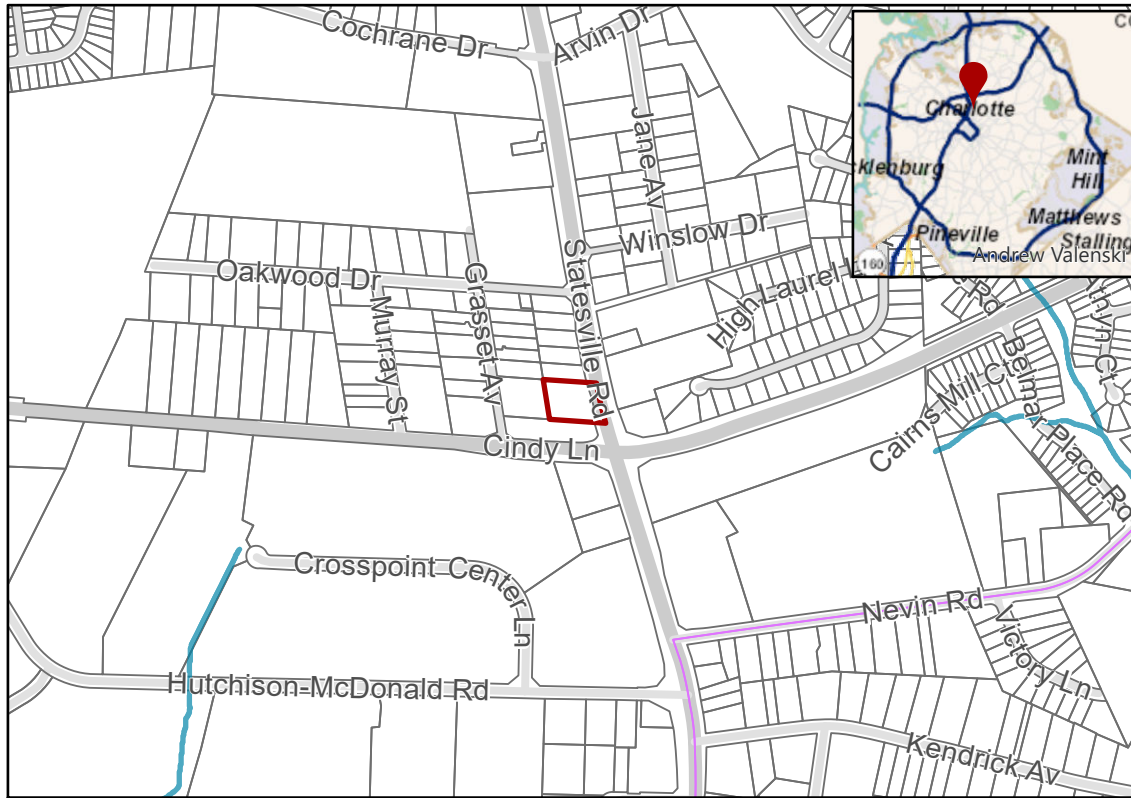 Cochrane Dr
Arvin Dr
Jane Av
Winslow Dr
Statesville Rd
Oakwood Dr
Grasset Av
Murray St
High Laurel
Cindy Ln
Cairns Mill Ct
Belmar Place Rd
Crosspoint Center Ln
Nevin Rd
Victory Ln
Hutchison-McDonald Rd
Kendrick Av
Charlotte
cklenburg
Mint
Hill
Matthews
Stalling
Pineville
160
Andrew Valenski